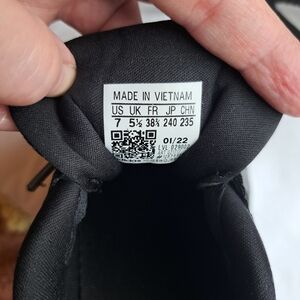 MADE IN VIETNAM
US UK FR JP CHN
7 5½ 38⅔ 240 235
01/22